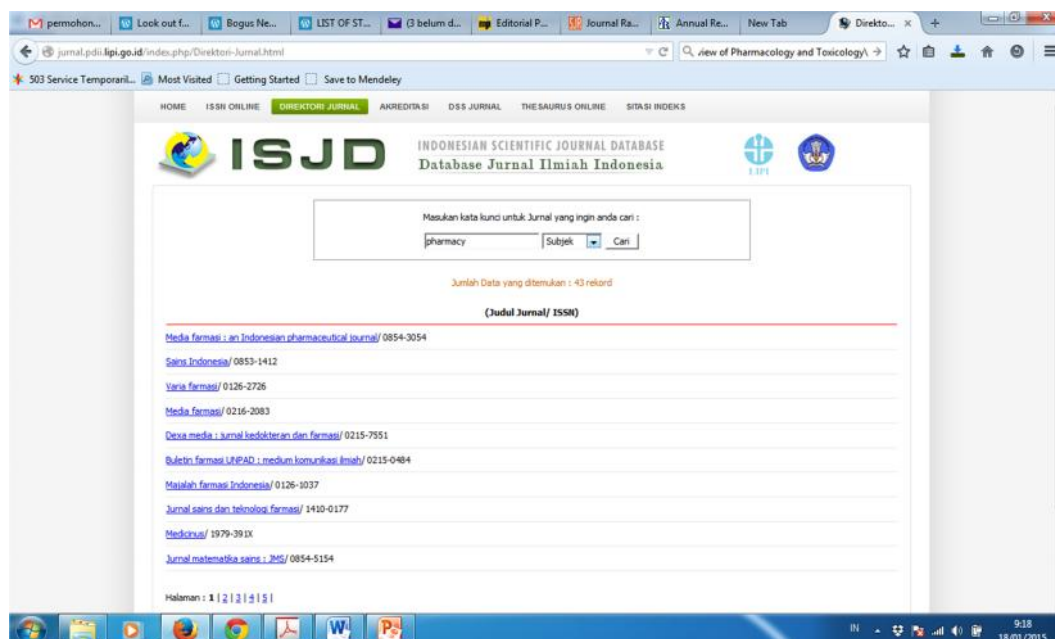 permohon...
Look out f...
Bogus Ne...
LIST OF ST...
(3 belum d...
Editorial P...
Journal Ra...
Annual Re...
New Tab
Direkto...
jurnal.pdii.lipi.go.id/index.php/Direktori-Jurnal.html
view of Pharmacology and Toxicology\
503 Service Temporaril...
Most Visited
Getting Started
Save to Mendeley
HOME
ISSN ONLINE
DIREKTORI JURNAL
AKREDITASI
DSS JURNAL
THESAURUS ONLINE
SITASI INDEKS
ISJD
INDONESIAN SCIENTIFIC JOURNAL DATABASE
Database Jurnal Ilmiah Indonesia
LIPI
Masukan kata kunci untuk Jurnal yang ingin anda cari :
pharmacy
Subjek
Cari
Jumlah Data yang ditemukan : 43 rekord
(Judul Jurnal/ ISSN)
Media farmasi : an Indonesian pharmaceutical journal/ 0854-3054
Sains Indonesia/ 0853-1412
Varia farmasi/ 0126-2726
Media farmasi/ 0216-2083
Dexa media : jurnal kedokteran dan farmasi/ 0215-7551
Buletin farmasi UNPAD : medium komunikasi ilmiah/ 0215-0484
Majalah farmasi Indonesia/ 0126-1037
Jurnal sains dan teknologi farmasi/ 1410-0177
Medicinus/ 1979-391X
Jurnal matematika sains : JMS/ 0854-5154
Halaman : 1 | 2 | 3 | 4 | 5 |
IN
9:18
18/01/2015